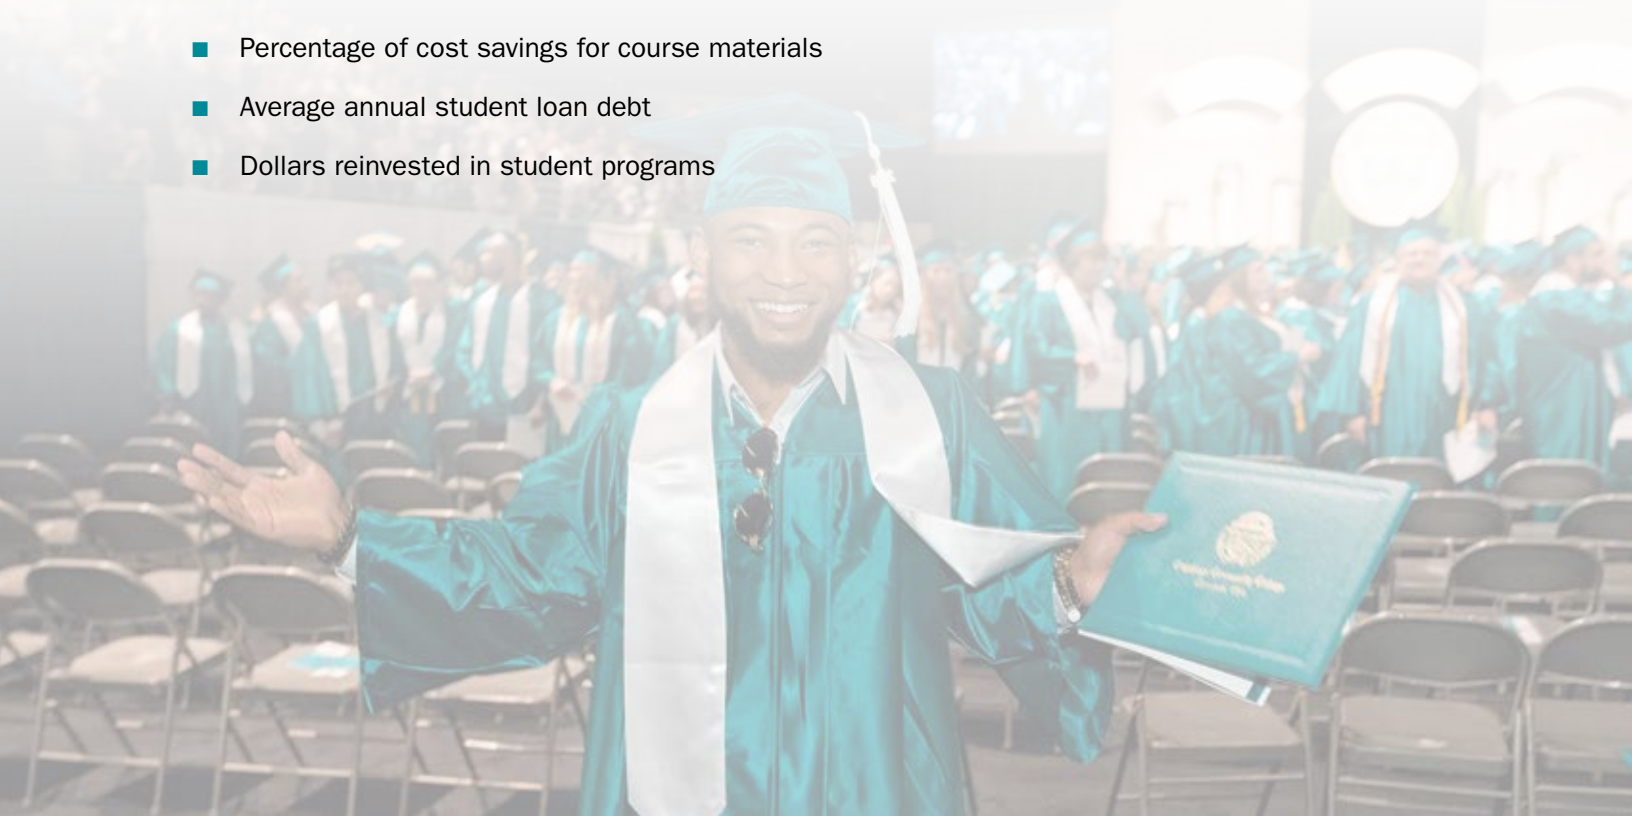 Percentage of cost savings for course materials
Average annual student loan debt
Dollars reinvested in student programs